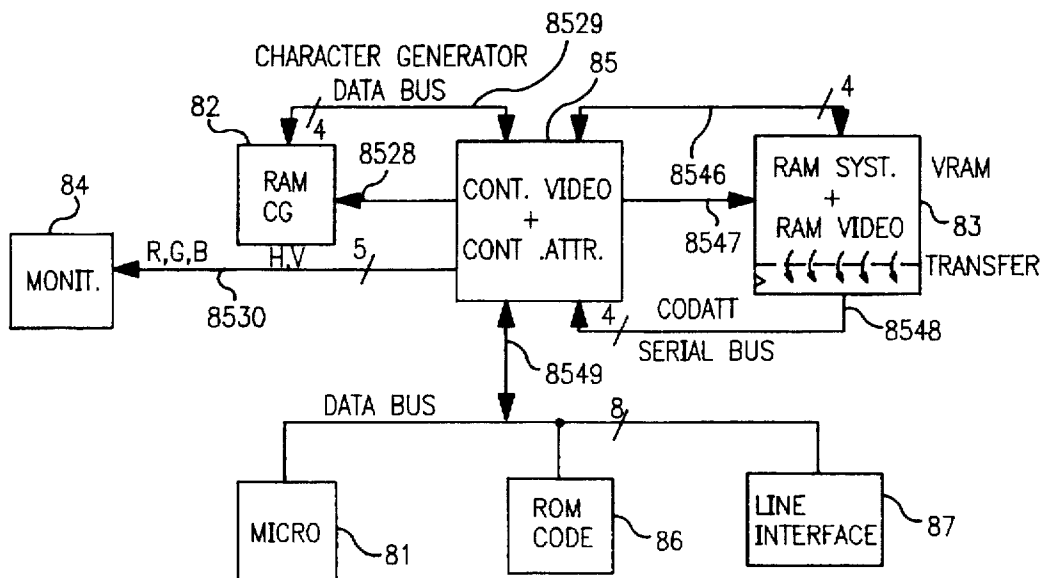 8529
CHARACTER GENERATOR
DATA BUS
85
4
4
82
8528
8546
RAM
CG
CONT. VIDEO
+
CONT .ATTR.
RAM SYST.
+
RAM VIDEO
VRAM
83
84
8547
MONIT.
R,G,B
H,V
5
TRANSFER
8530
4
CODATT
SERIAL BUS
8548
8549
DATA BUS
8
MICRO
81
ROM
CODE
86
LINE
INTERFACE
87